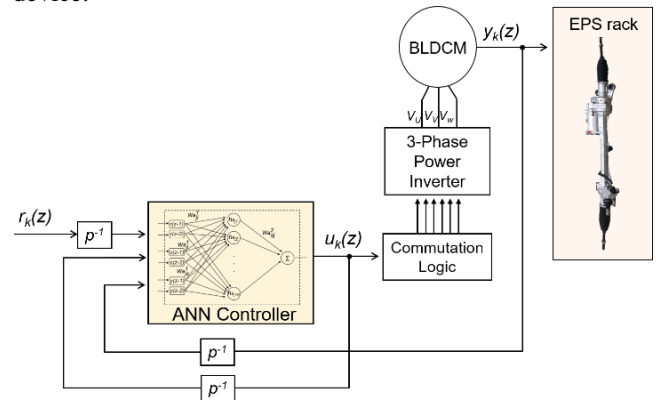 device.
y_k(z)
EPS rack
BLDCM
V_U V_V V_w
3-Phase
Power
Inverter
r_k(z)
p⁻¹
u_k(z)
Commutation
Logic
Σ
ANN Controller
p⁻¹
p⁻¹